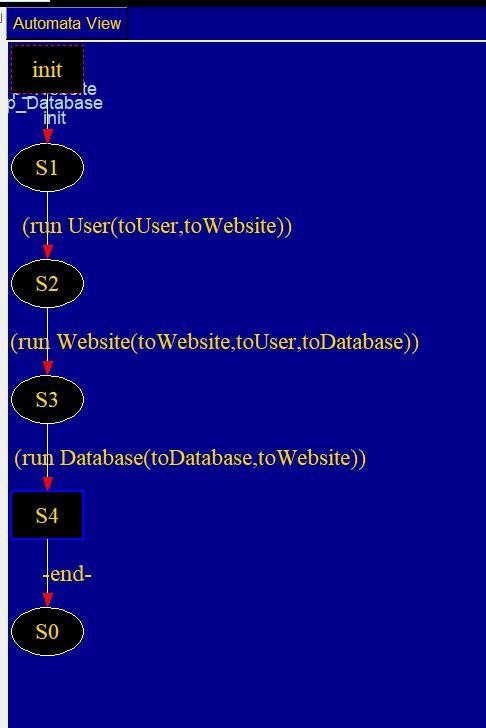 Automata View
init
p_Database
init
S1
(run User(toUser,toWebsite))
S2
(run Website(toWebsite,toUser,toDatabase))
S3
(run Database(toDatabase,toWebsite))
S4
-end-
S0